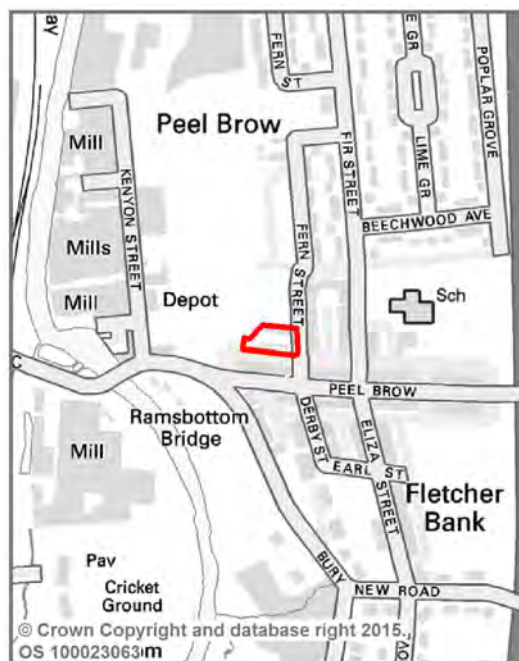 ay
FERN
ST
E GR
Peel Brow
FIR STREET
LIME GR
POPLAR GROVE
Mill
KENYON STREET
BEECHWOOD AVE
FERN STREET
Mills
Mill
Depot
Sch
C
PEEL BROW
Ramsbottom
Bridge
DERBY ST
ELIZA STREET
Mill
EARL ST
Fletcher
Bank
BURY
NEW ROAD
Pav
Cricket
Ground
© Crown Copyright and database right 2015.
OS 100023063
m